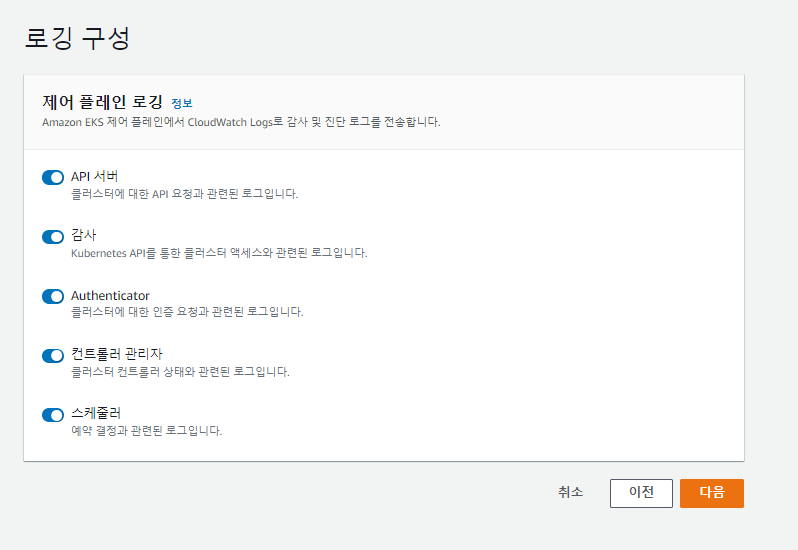 로깅 구성
제어 플레인 로깅 정보
Amazon EKS 제어 플레인에서 CloudWatch Logs로 감사 및 진단 로그를 전송합니다.
API 서버
클러스터에 대한 API 요청과 관련된 로그입니다.
감사
Kubernetes API를 통한 클러스터 액세스와 관련된 로그입니다.
Authenticator
클러스터에 대한 인증 요청과 관련된 로그입니다.
컨트롤러 관리자
클러스터 컨트롤러 상태와 관련된 로그입니다.
스케줄러
예약 결정과 관련된 로그입니다.
취소 이전 다음